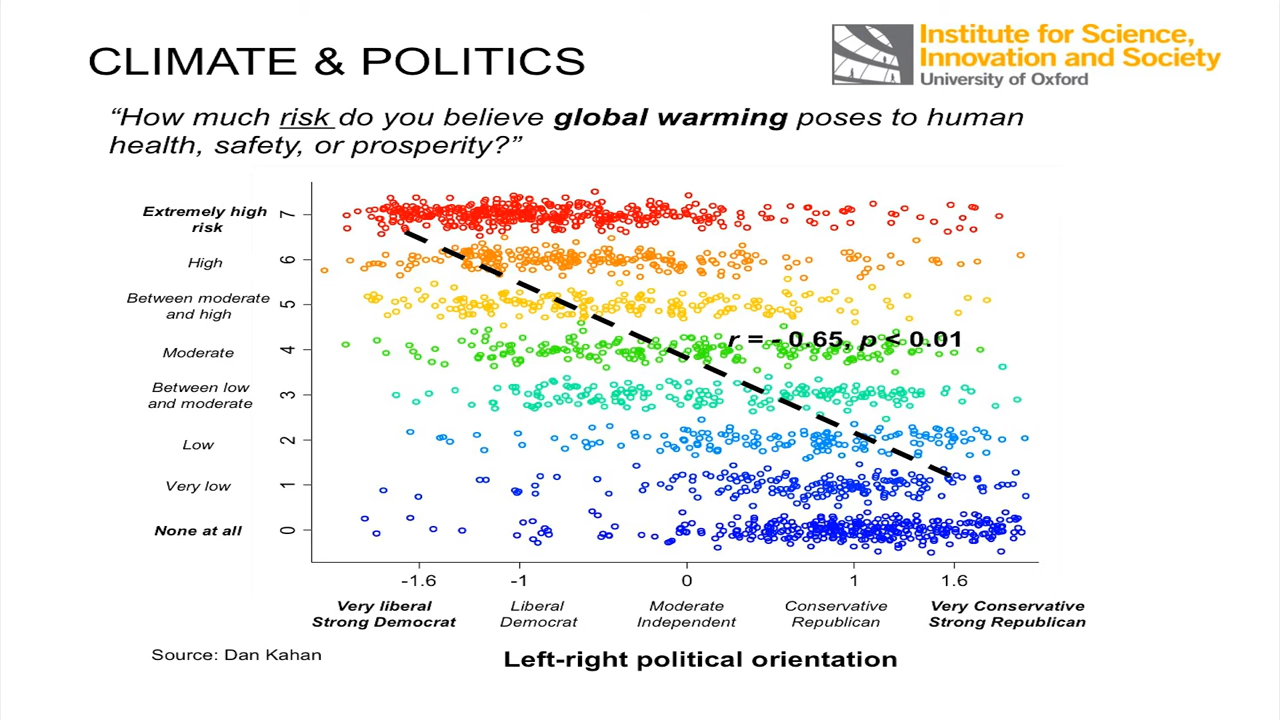 CLIMATE & POLITICS
Institute for Science,
Innovation and Society
University of Oxford
“How much risk do you believe global warming poses to human
health, safety, or prosperity?”
Extremely high
risk
7
High
6
Between moderate
and high
5
Moderate
4
r = - 0.65, p < 0.01
Between low
and moderate
3
Low
2
Very low
1
None at all
0
-1.6
-1
0
1
1.6
Very liberal
Strong Democrat
Liberal
Democrat
Moderate
Independent
Conservative
Republican
Very Conservative
Strong Republican
Source: Dan Kahan
Left-right political orientation